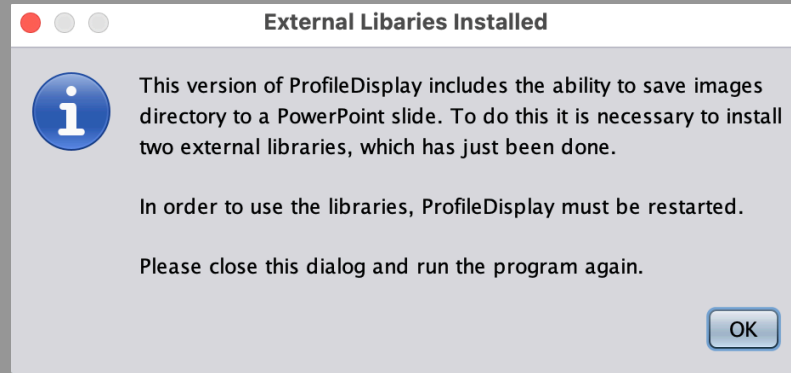 External Libaries Installed
This version of ProfileDisplay includes the ability to save images
directory to a PowerPoint slide. To do this it is necessary to install
two external libraries, which has just been done.
In order to use the libraries, ProfileDisplay must be restarted.
Please close this dialog and run the program again.
OK